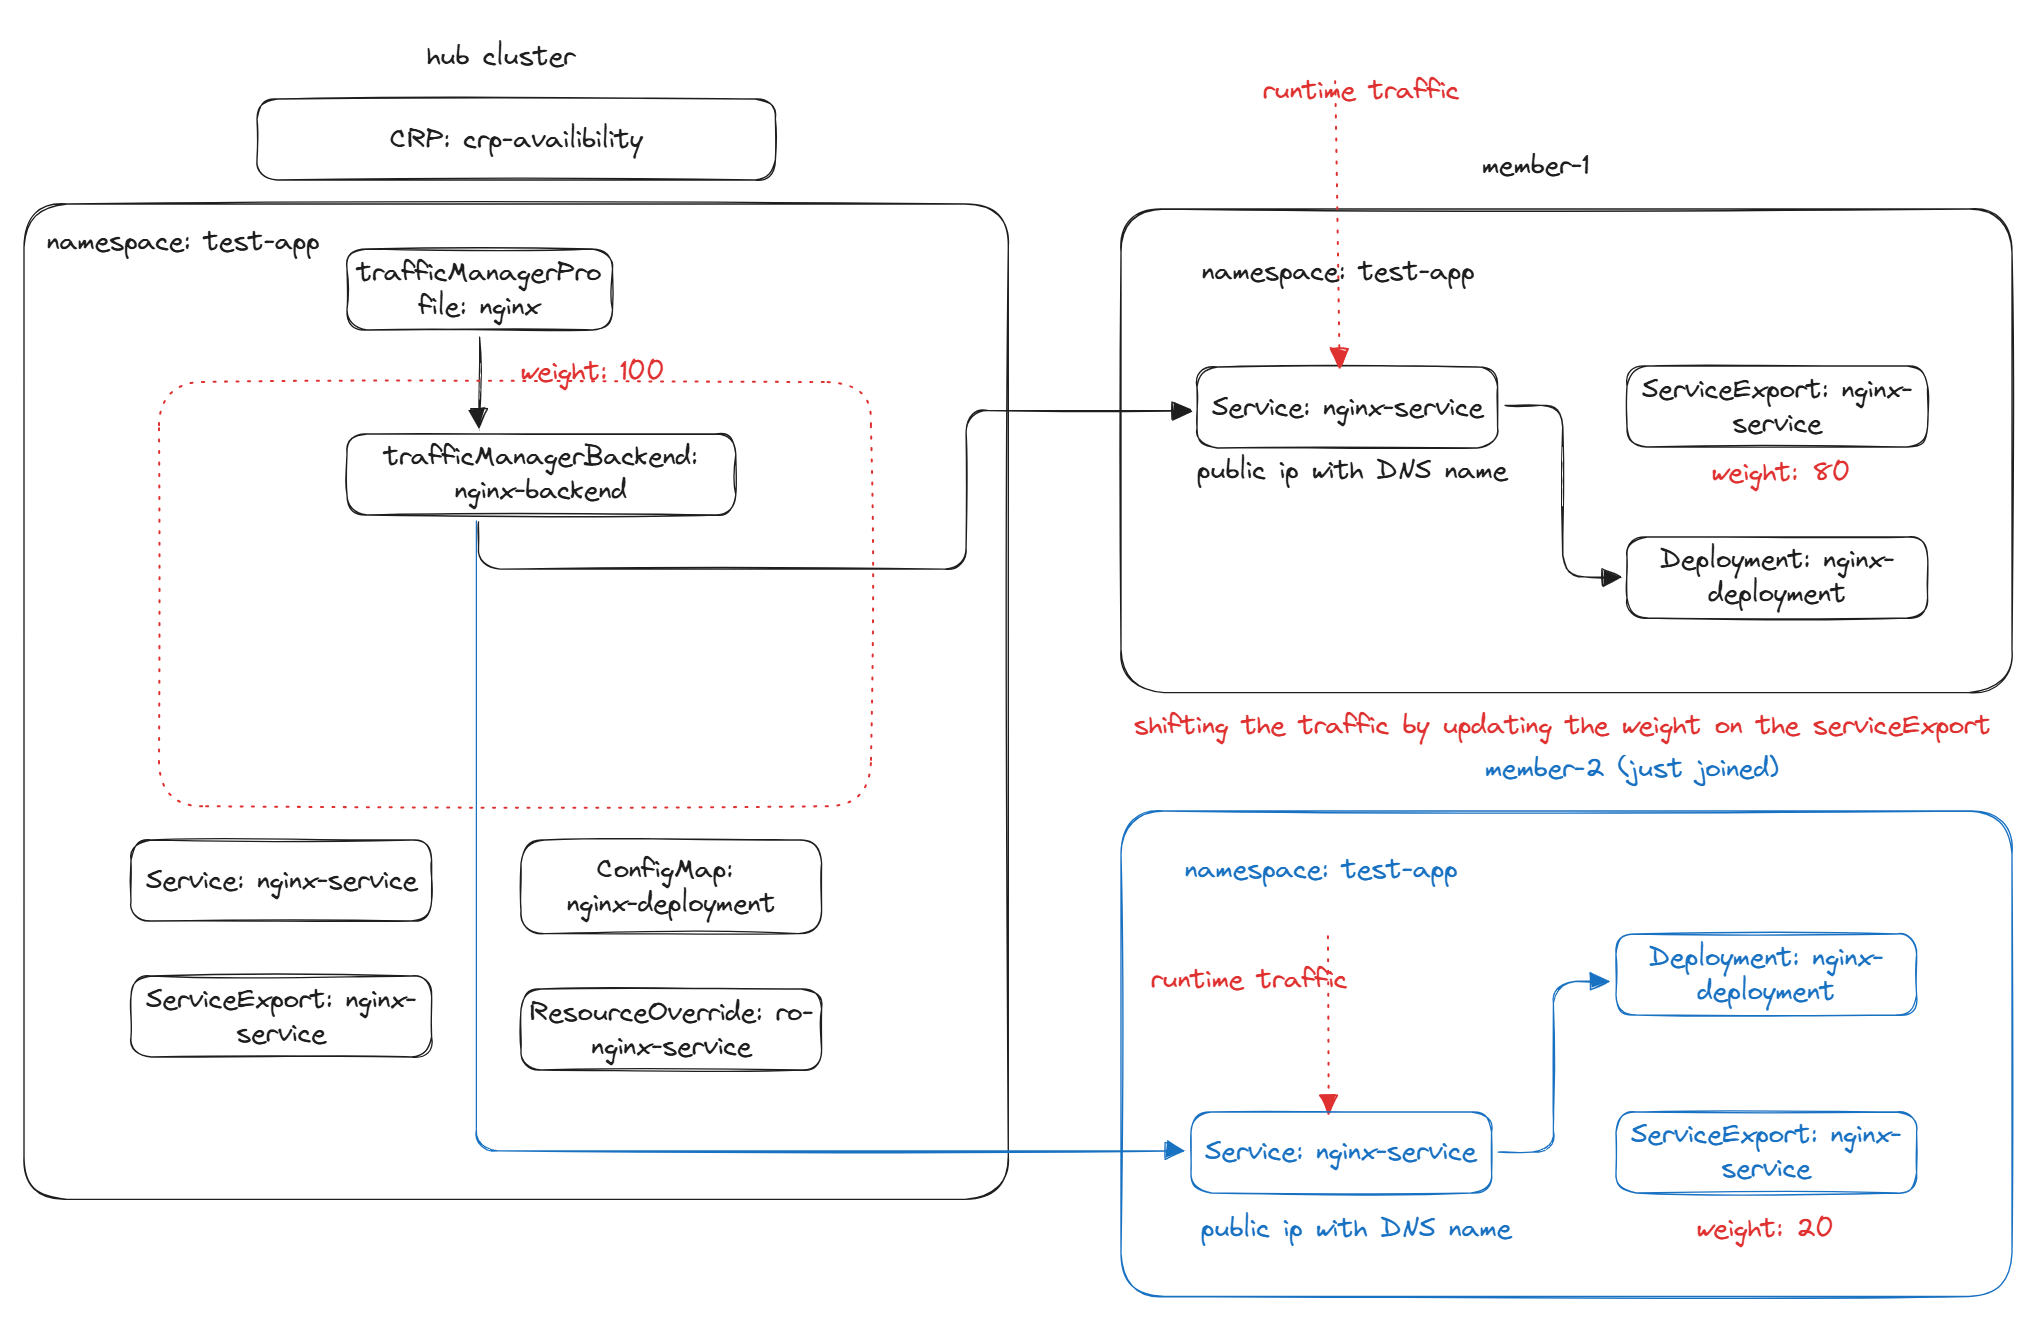 hub cluster
CRP: crp-availibility
namespace: test-app
trafficManagerPro
file: nginx
weight: 100
trafficManagerBackend:
nginx-backend
Service: nginx-service
ConfigMap:
nginx-deployment
ServiceExport: nginx-
service
ResourceOverride: ro-
nginx-service
runtime traffic
member-1
namespace: test-app
Service: nginx-service
public ip with DNS name
ServiceExport: nginx-
service
weight: 80
Deployment: nginx-
deployment
shifting the traffic by updating the weight on the serviceExport
member-2 (just joined)
namespace: test-app
runtime traffic
Deployment: nginx-
deployment
Service: nginx-service
public ip with DNS name
ServiceExport: nginx-
service
weight: 20